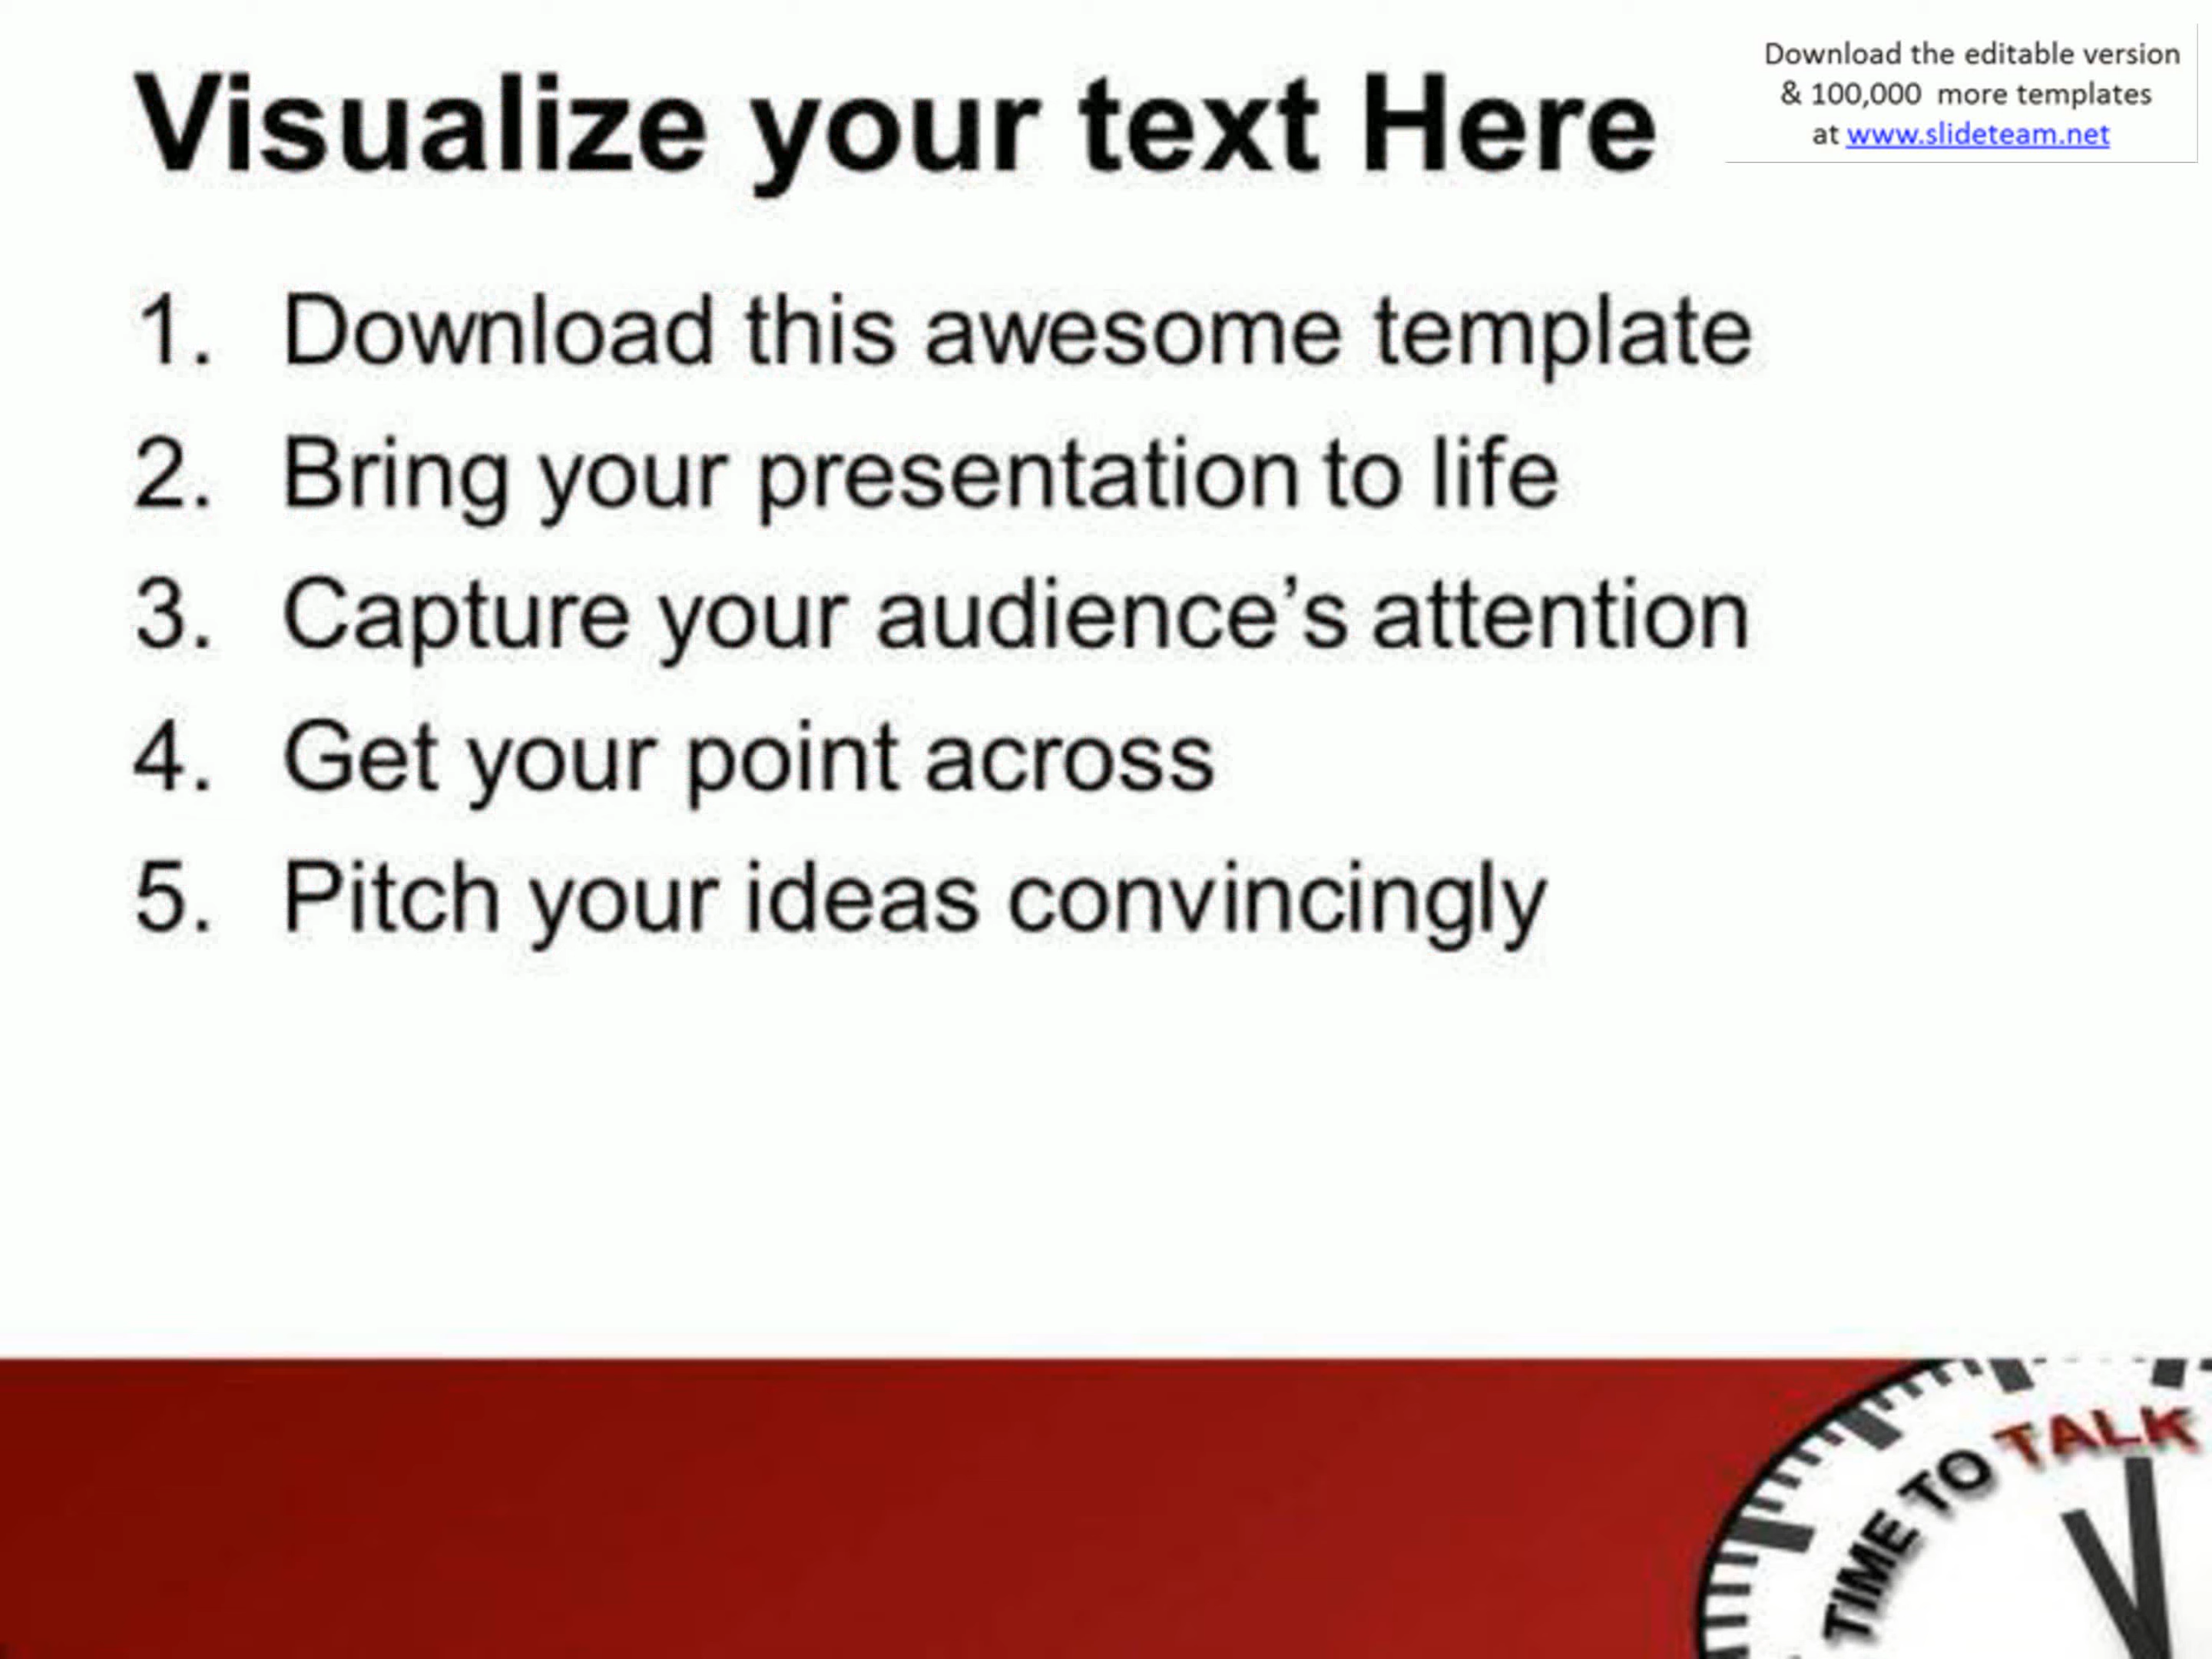 Visualize your text Here
Download the editable version
& 100,000 more templates
at www.slideteam.net
1. Download this awesome template
2. Bring your presentation to life
3. Capture your audience’s attention
4. Get your point across
5. Pitch your ideas convincingly
TIME TO TALK